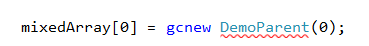 mixedArray[0] = gcnew DemoParent(0);